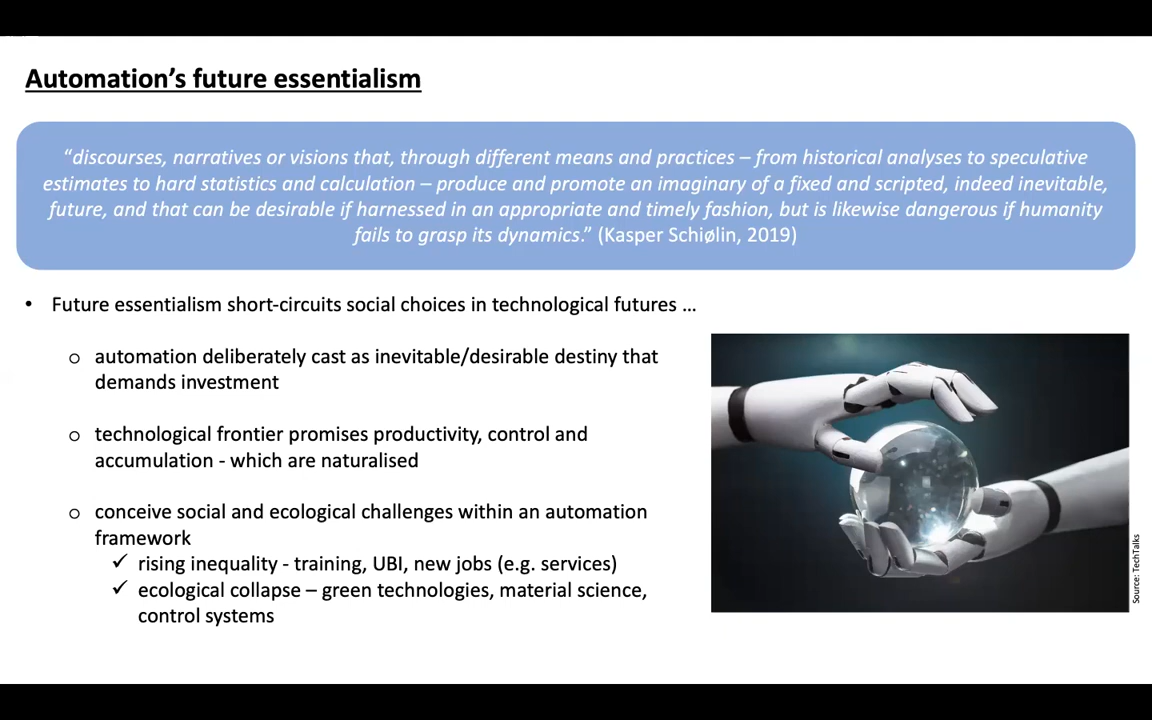 Automation’s future essentialism
“discourses, narratives or visions that, through different means and practices – from historical analyses to speculative
estimates to hard statistics and calculation – produce and promote an imaginary of a fixed and scripted, indeed inevitable,
future, and that can be desirable if harnessed in an appropriate and timely fashion, but is likewise dangerous if humanity
fails to grasp its dynamics.” (Kasper Schiølin, 2019)
• Future essentialism short-circuits social choices in technological futures …
o automation deliberately cast as inevitable/desirable destiny that
demands investment
o technological frontier promises productivity, control and
accumulation - which are naturalised
o conceive social and ecological challenges within an automation
framework
✓ rising inequality - training, UBI, new jobs (e.g. services)
✓ ecological collapse – green technologies, material science,
control systems
Source: TechTalks